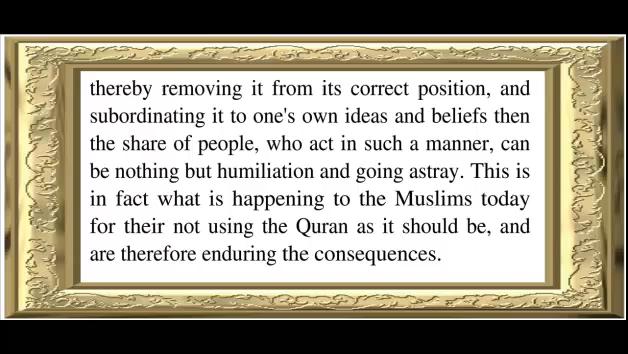 thereby removing it from its correct position, and
subordinating it to one's own ideas and beliefs then
the share of people, who act in such a manner, can
be nothing but humiliation and going astray. This is
in fact what is happening to the Muslims today
for their not using the Quran as it should be, and
are therefore enduring the consequences.